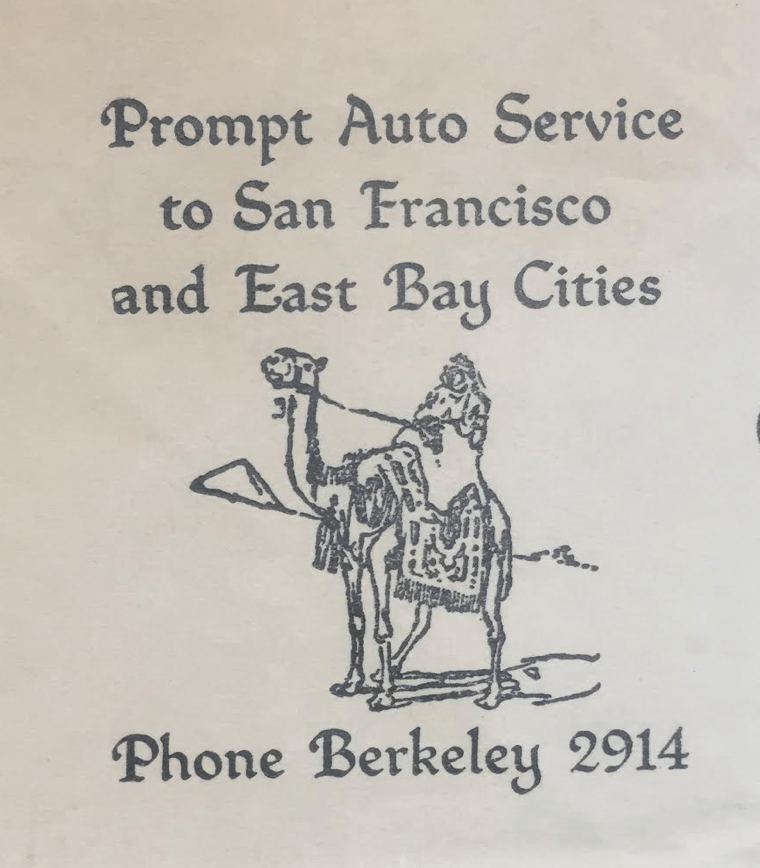 Prompt Auto Service
to San Francisco
and East Bay Cities
Phone Berkeley 2914